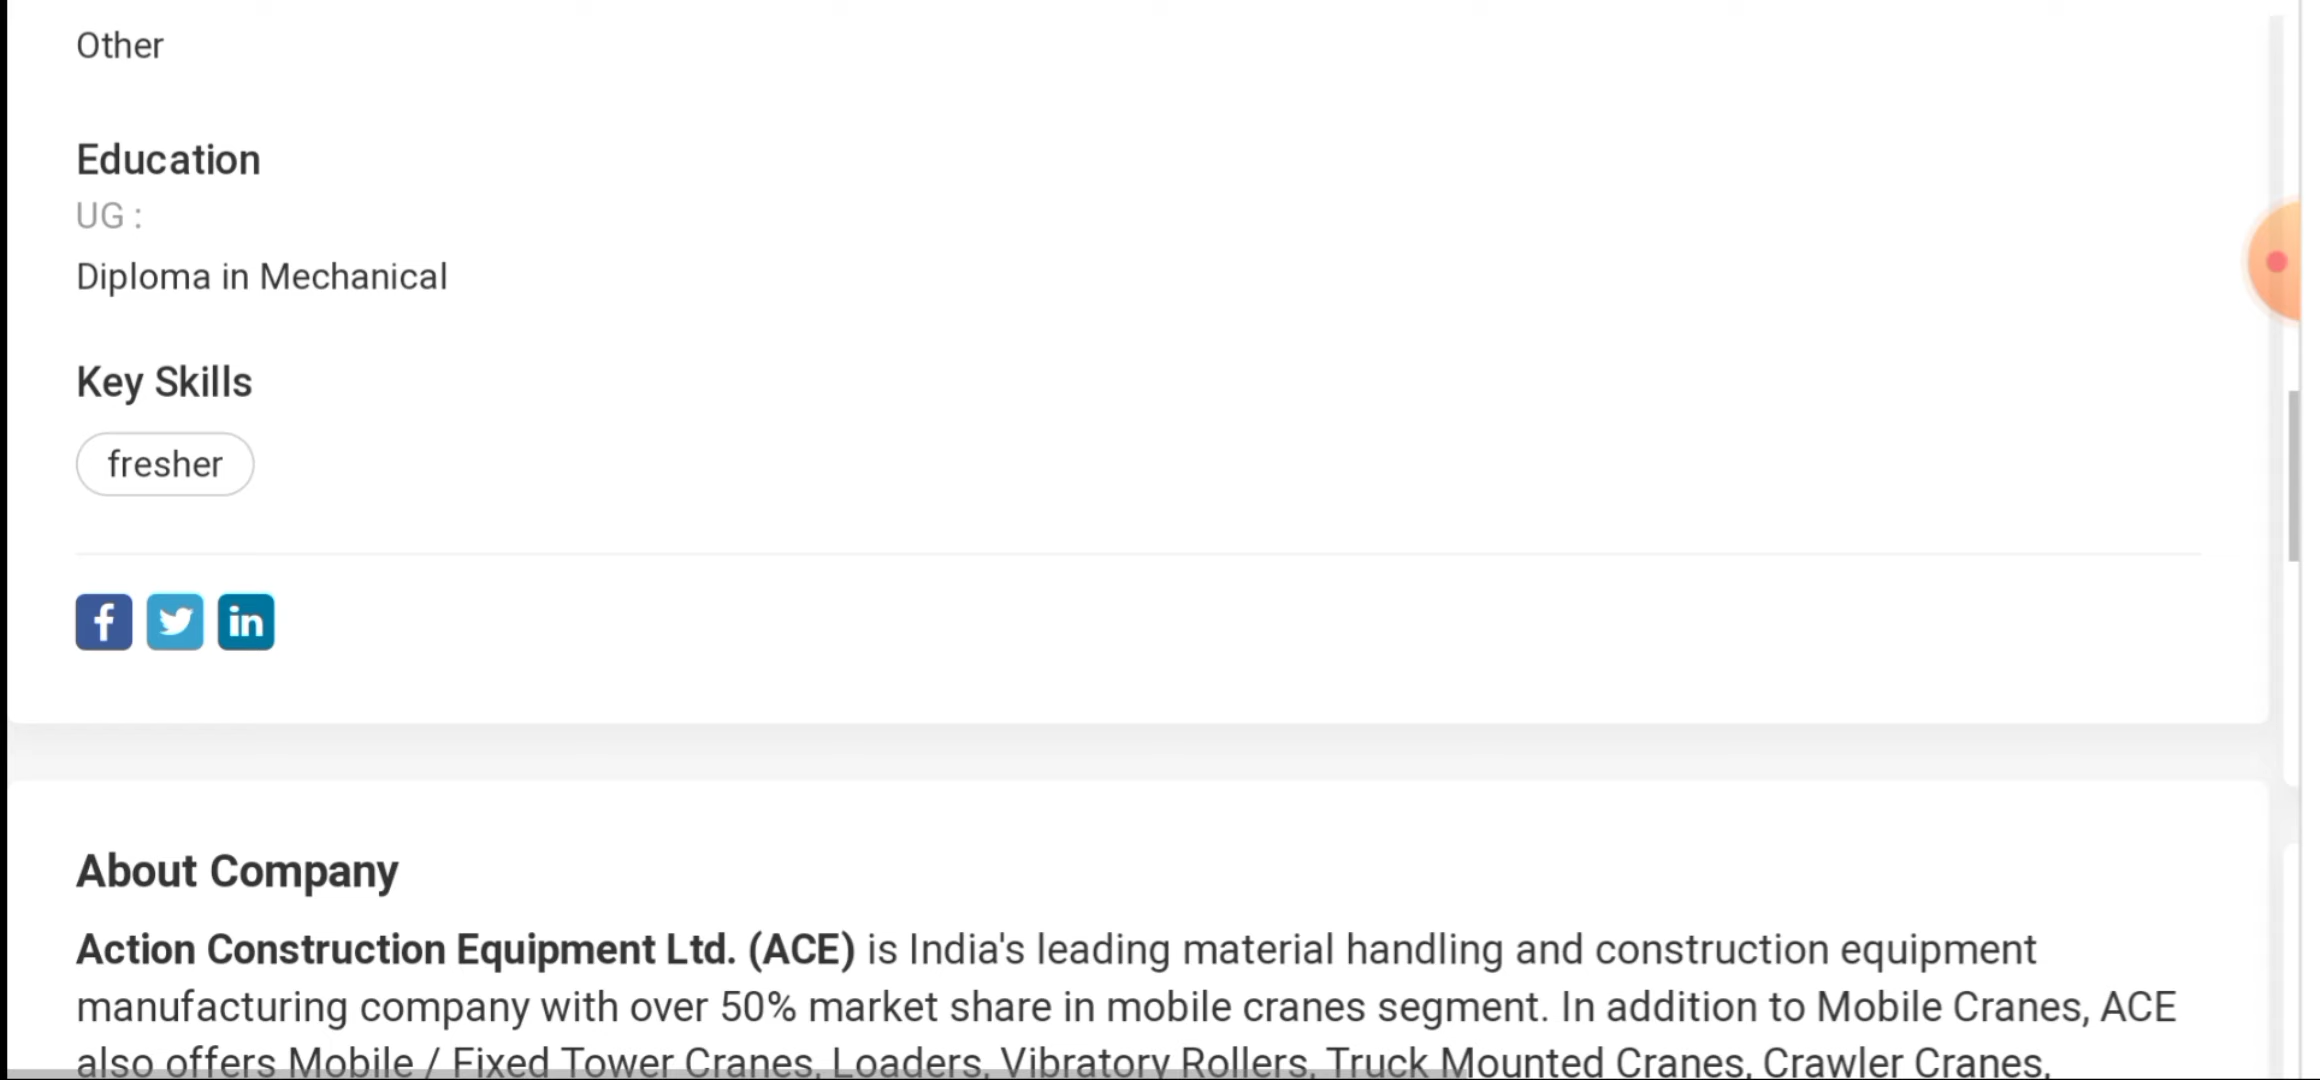 Other
Education
UG :
Diploma in Mechanical
Key Skills
fresher
f
in
About Company
Action Construction Equipment Ltd. (ACE) is India's leading material handling and construction equipment
manufacturing company with over 50% market share in mobile cranes segment. In addition to Mobile Cranes, ACE
also offers Mobile / Fixed Tower Cranes, Loaders, Vibratory Rollers, Truck Mounted Cranes, Crawler Cranes,